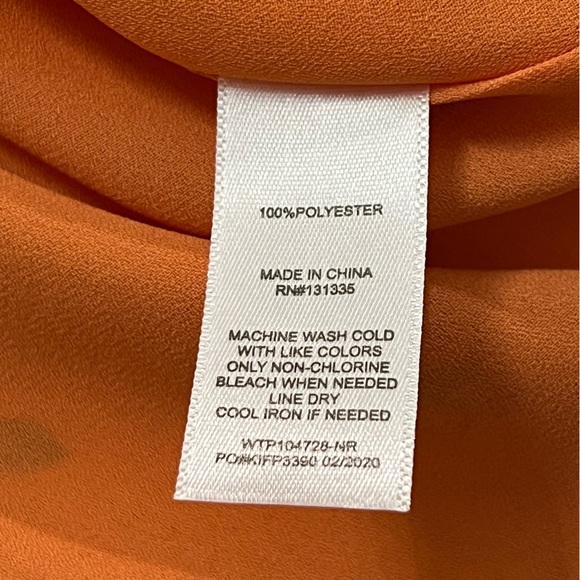 100%POLYESTER
MADE IN CHINA
RN#131335
MACHINE WASH COLD
WITH LIKE COLORS
ONLY NON-CHLORINE
BLEACH WHEN NEEDED
LINE DRY
COOL IRON IF NEEDED
WTP104728-NR
PO#KIFP3390 02/2020